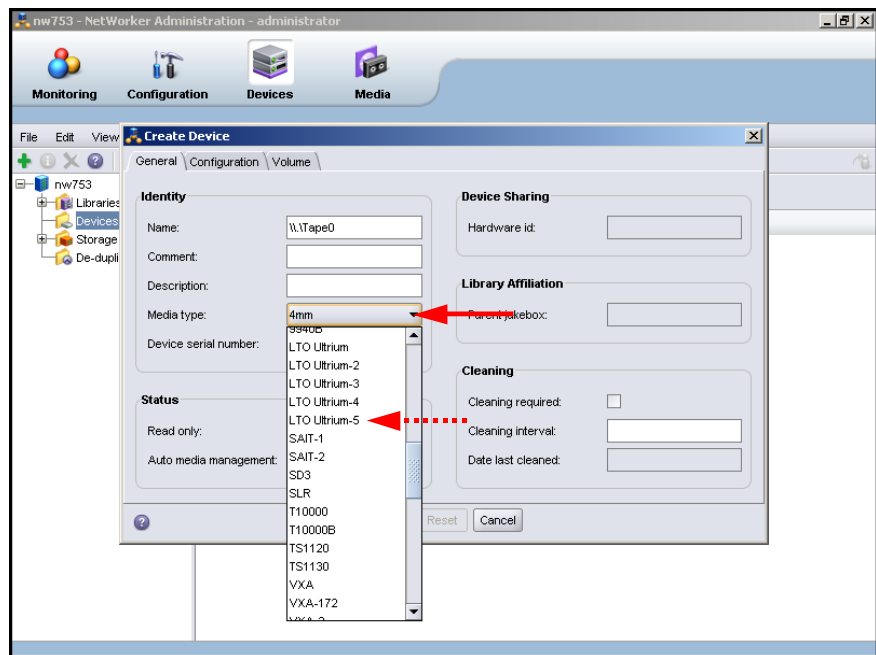 nw753 - NetWorker Administration - administrator
Monitoring Configuration Devices Media
File Edit View
Create Device
General Configuration Volume
nw753
Libraries
Devices
Storage
De-dupli
Identity
Name: \\.\Tape0
Comment:
Description:
Media type: 4mm
Device serial number:
9940B
LTO Ultrium
LTO Ultrium-2
LTO Ultrium-3
LTO Ultrium-4
LTO Ultrium-5
SAIT-1
SAIT-2
SD3
SLR
T10000
T10000B
TS1120
TS1130
VXA
VXA-172
VXA-2
Status
Read only:
Auto media management:
Device Sharing
Hardware id:
Library Affiliation
Parent jukebox:
Cleaning
Cleaning required:
Cleaning interval:
Date last cleaned:
Reset Cancel